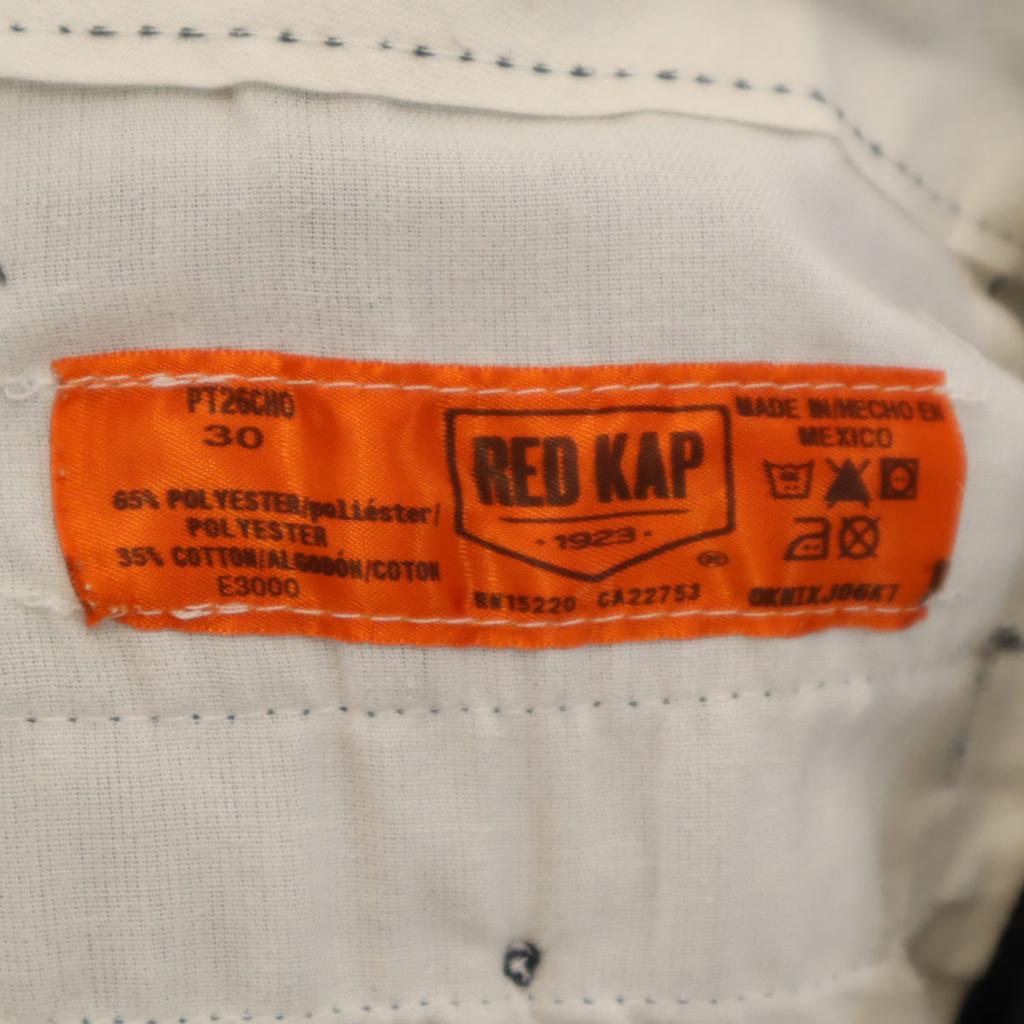 PT26CHO
30
65% POLYESTER/poliéster/
POLYESTER
35% COTTON/ALGODÓN/COTON
E3000
RED KAP
·1923·
RN15220 CA22753
MADE IN/HECHO EN
MEXICO